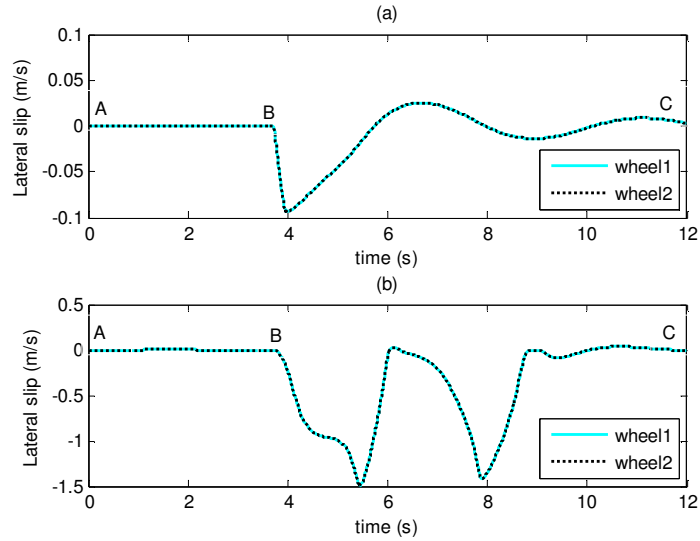 (a)
0.1
0.05
0
-0.05
-0.1
Lateral slip (m/s)
A
B
C
wheel1
wheel2
0 2 4 6 8 10 12
time (s)
(b)
0.5
0
-0.5
-1
-1.5
Lateral slip (m/s)
A
B
C
wheel1
wheel2
0 2 4 6 8 10 12
time (s)